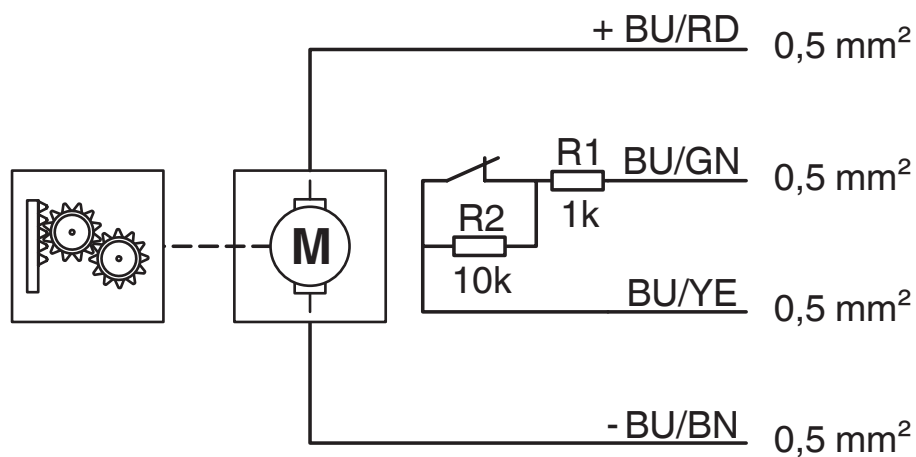 + BU/RD 0,5 mm²
R1 BU/GN 0,5 mm²
1k
R2
10k
M
BU/YE 0,5 mm²
- BU/BN 0,5 mm²